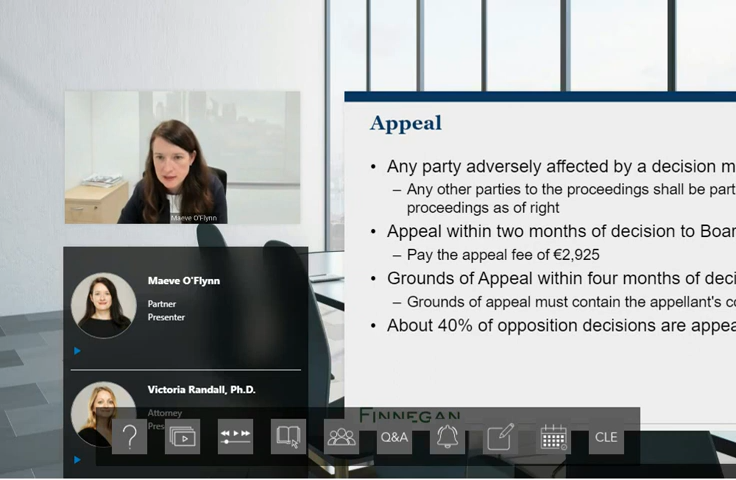 Appeal
• Any party adversely affected by a decision m
– Any other parties to the proceedings shall be part
proceedings as of right
• Appeal within two months of decision to Boar
– Pay the appeal fee of €2,925
• Grounds of Appeal within four months of deci
– Grounds of appeal must contain the appellant's co
• About 40% of opposition decisions are appea
Maeve O'Flynn
Maeve O'Flynn
Partner
Presenter
Victoria Randall, Ph.D.
Attorney
Pres
FINNEGAN
?
Q&A
CLE